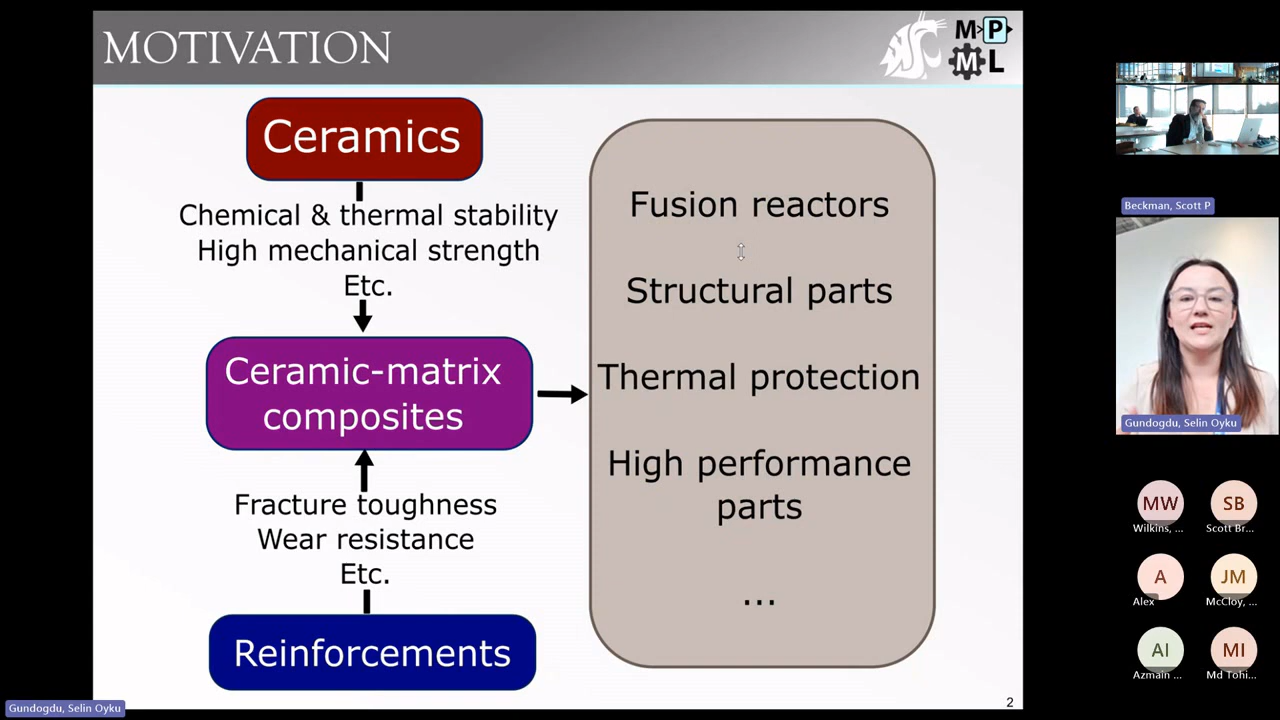 MOTIVATION
M P
M L
Ceramics
Chemical & thermal stability
High mechanical strength
Etc.
Ceramic-matrix
composites
Fracture toughness
Wear resistance
Etc.
Reinforcements
Fusion reactors
Structural parts
Thermal protection
High performance
parts
...
2
Gundogdu, Selin Oyku
Beckman, Scott P
Gundogdu, Selin Oyku
MW
Wilkins, ...
SB
Scott Br...
A
Alex
JM
McCloy, ...
AI
Azmain ...
MI
Md Tohi...